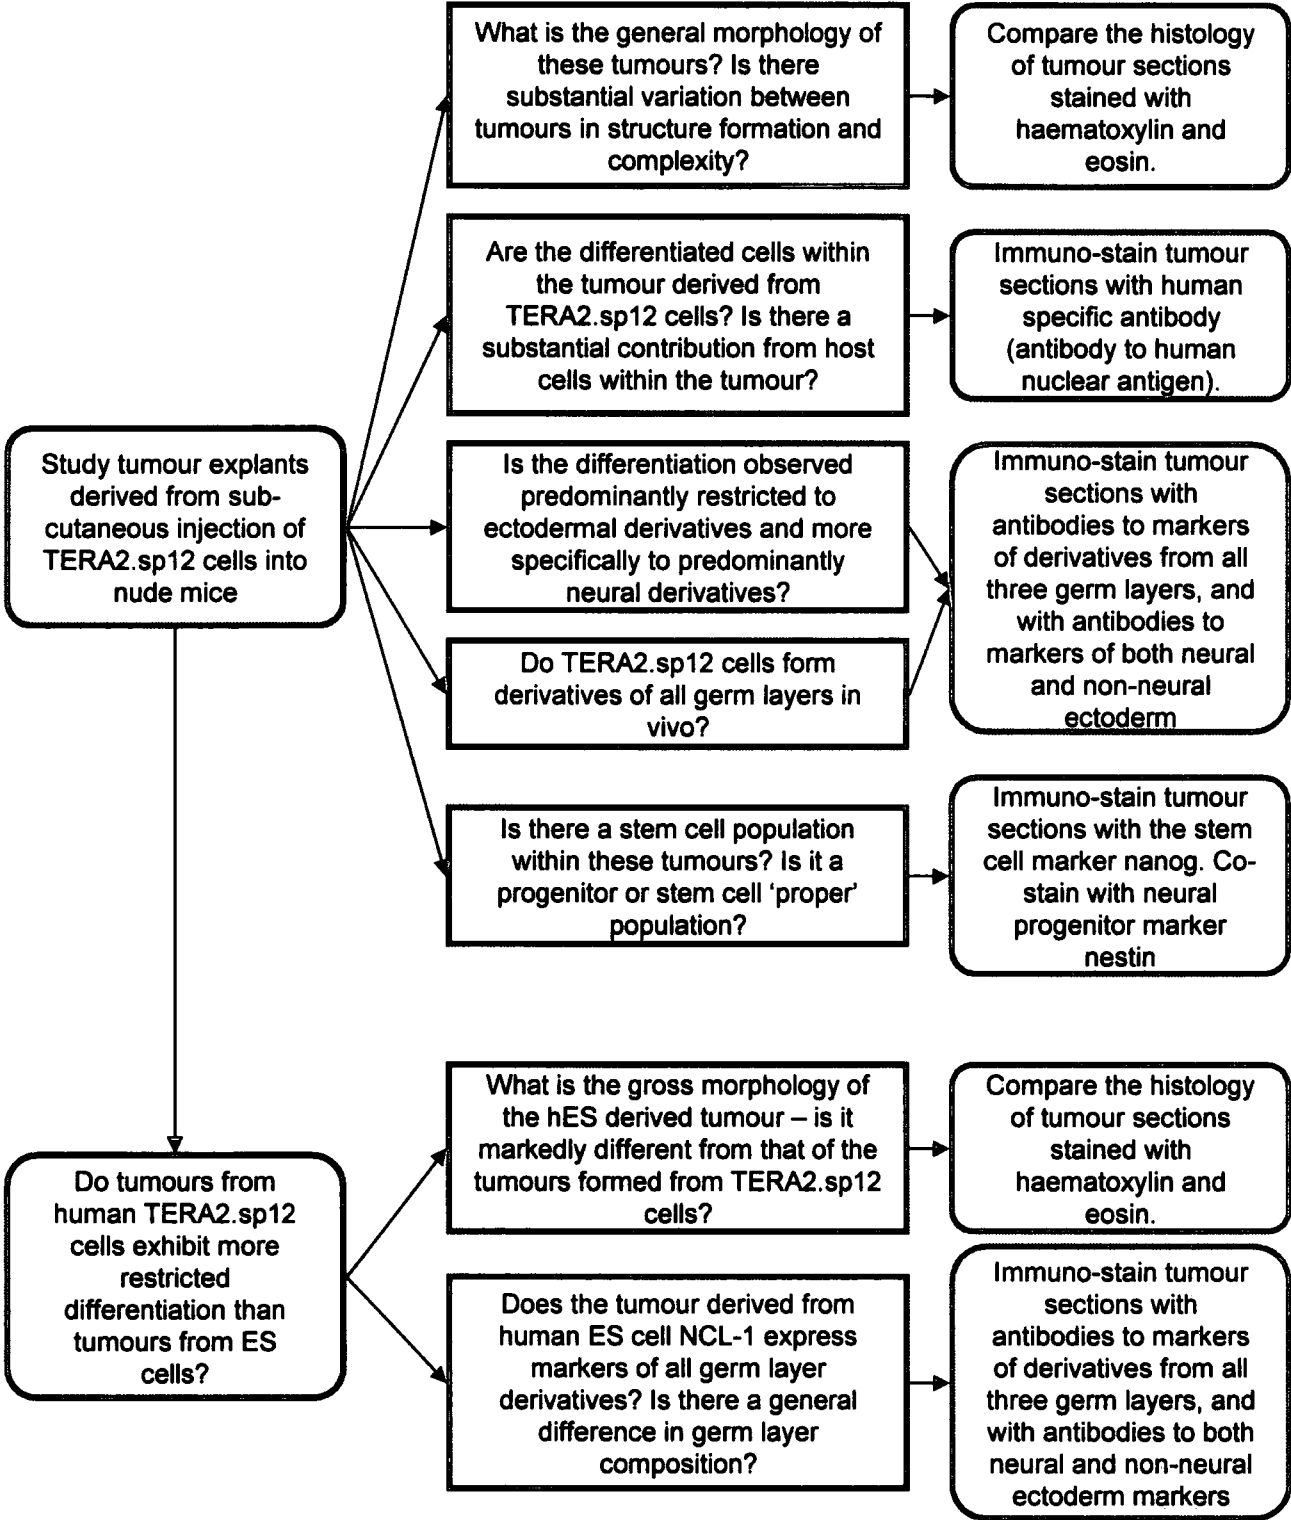 What is the general morphology of
these tumours? Is there
substantial variation between
tumours in structure formation and
complexity?
Compare the histology
of tumour sections
stained with
haematoxylin and
eosin.
Are the differentiated cells within
the tumour derived from
TERA2.sp12 cells? Is there a
substantial contribution from host
cells within the tumour?
Immuno-stain tumour
sections with human
specific antibody
(antibody to human
nuclear antigen).
Study tumour explants
derived from sub-
cutaneous injection of
TERA2.sp12 cells into
nude mice
Is the differentiation observed
predominantly restricted to
ectodermal derivatives and more
specifically to predominantly
neural derivatives?
Immuno-stain tumour
sections with
antibodies to markers
of derivatives from all
three germ layers, and
with antibodies to
markers of both neural
and non-neural
ectoderm
Do TERA2.sp12 cells form
derivatives of all germ layers in
vivo?
Is there a stem cell population
within these tumours? Is it a
progenitor or stem cell ‘proper’
population?
Immuno-stain tumour
sections with the stem
cell marker nanog. Co-
stain with neural
progenitor marker
nestin
Do tumours from
human TERA2.sp12
cells exhibit more
restricted
differentiation than
tumours from ES
cells?
What is the gross morphology of
the hES derived tumour – is it
markedly different from that of the
tumours formed from TERA2.sp12
cells?
Compare the histology
of tumour sections
stained with
haematoxylin and
eosin.
Does the tumour derived from
human ES cell NCL-1 express
markers of all germ layer
derivatives? Is there a general
difference in germ layer
composition?
Immuno-stain tumour
sections with
antibodies to markers
of derivatives from all
three germ layers, and
with antibodies to both
neural and non-neural
ectoderm markers